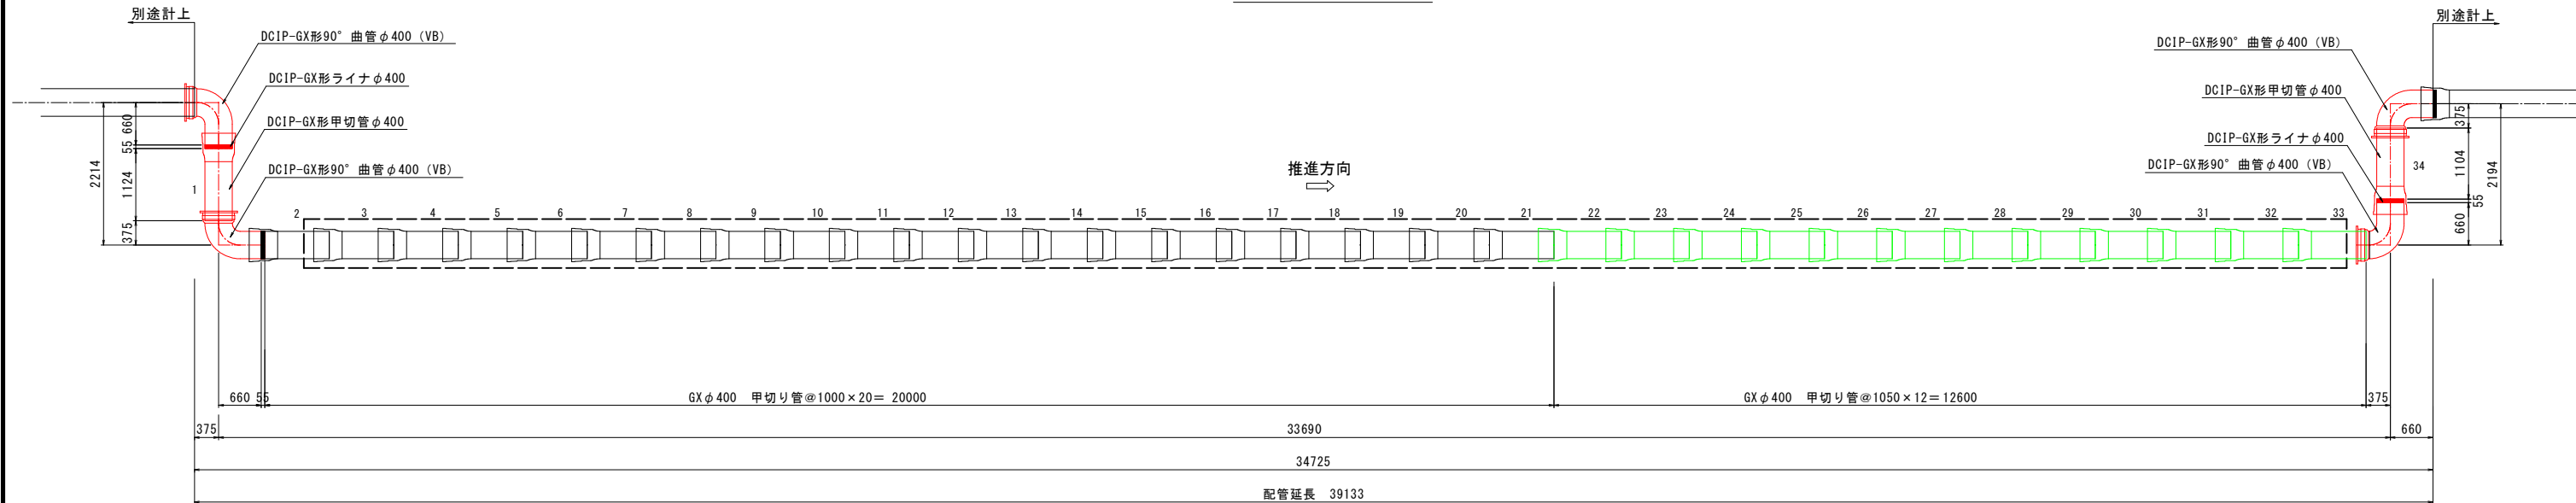 別途計上
別途計上
DCIP-GX形90°曲管φ400 (VB)
DCIP-GX形ライナφ400
DCIP-GX形甲切管φ400
DCIP-GX形90°曲管φ400 (VB)
DCIP-GX形90°曲管φ400 (VB)
DCIP-GX形甲切管φ400
DCIP-GX形ライナφ400
DCIP-GX形90°曲管φ400 (VB)
660
55
1124
375
2214
375
1104
55
660
2194
推進方向
1
2 3 4 5 6 7 8 9 10 11 12 13 14 15 16 17 18 19 20 21 22 23 24 25 26 27 28 29 30 31 32 33
34
660 55
GXφ400 甲切り管@1000×20= 20000
GXφ400 甲切り管@1050×12=12600
375
375
33690
660
34725
配管延長 39133